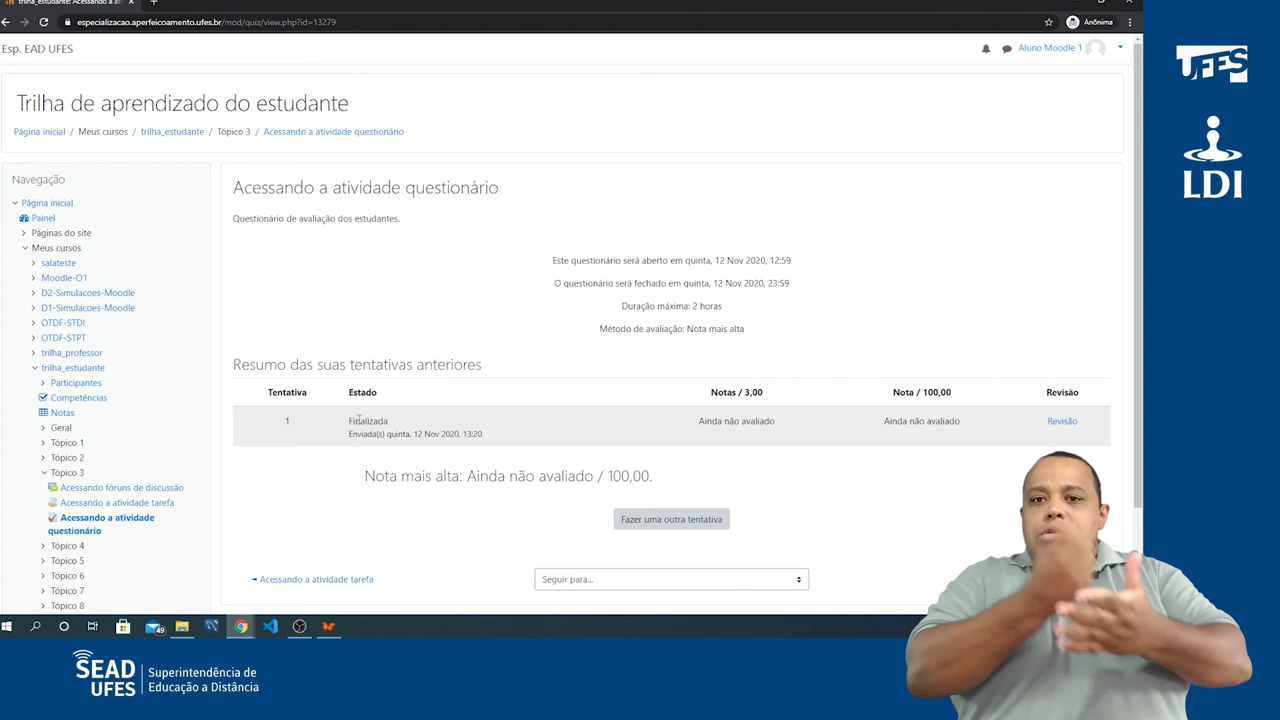 trilha_estudante: Acessando a ati
especializacao.aperfeicoamento.ufes.br/mod/quiz/view.php?id=13279
Anônima
Esp. EAD UFES
Aluno Moodle 1
Trilha de aprendizado do estudante
Página inicial / Meus cursos / trilha_estudante / Tópico 3 / Acessando a atividade questionário
Navegação
Página inicial
Painel
Páginas do site
Meus cursos
salateste
Moodle-O1
D2-Simulacoes-Moodle
D1-Simulacoes-Moodle
OTDF-STDI
OTDF-STPT
trilha_professor
trilha_estudante
Participantes
Competências
Notas
Geral
Tópico 1
Tópico 2
Tópico 3
Acessando fóruns de discussão
Acessando a atividade tarefa
Acessando a atividade
questionário
Tópico 4
Tópico 5
Tópico 6
Tópico 7
Tópico 8
Acessando a atividade questionário
Questionário de avaliação dos estudantes.
Este questionário será aberto em quinta, 12 Nov 2020, 12:59
O questionário será fechado em quinta, 12 Nov 2020, 23:59
Duração máxima: 2 horas
Método de avaliação: Nota mais alta
Resumo das suas tentativas anteriores
Tentativa Estado Notas / 3,00 Nota / 100,00 Revisão
1 Finalizada Ainda não avaliado Ainda não avaliado Revisão
Enviada(s) quinta, 12 Nov 2020, 13:20
Nota mais alta: Ainda não avaliado / 100,00.
Fazer uma outra tentativa
◄ Acessando a atividade tarefa
Seguir para...
49
UFES
LDI
SEAD
UFES
Superintendência de
Educação a Distância